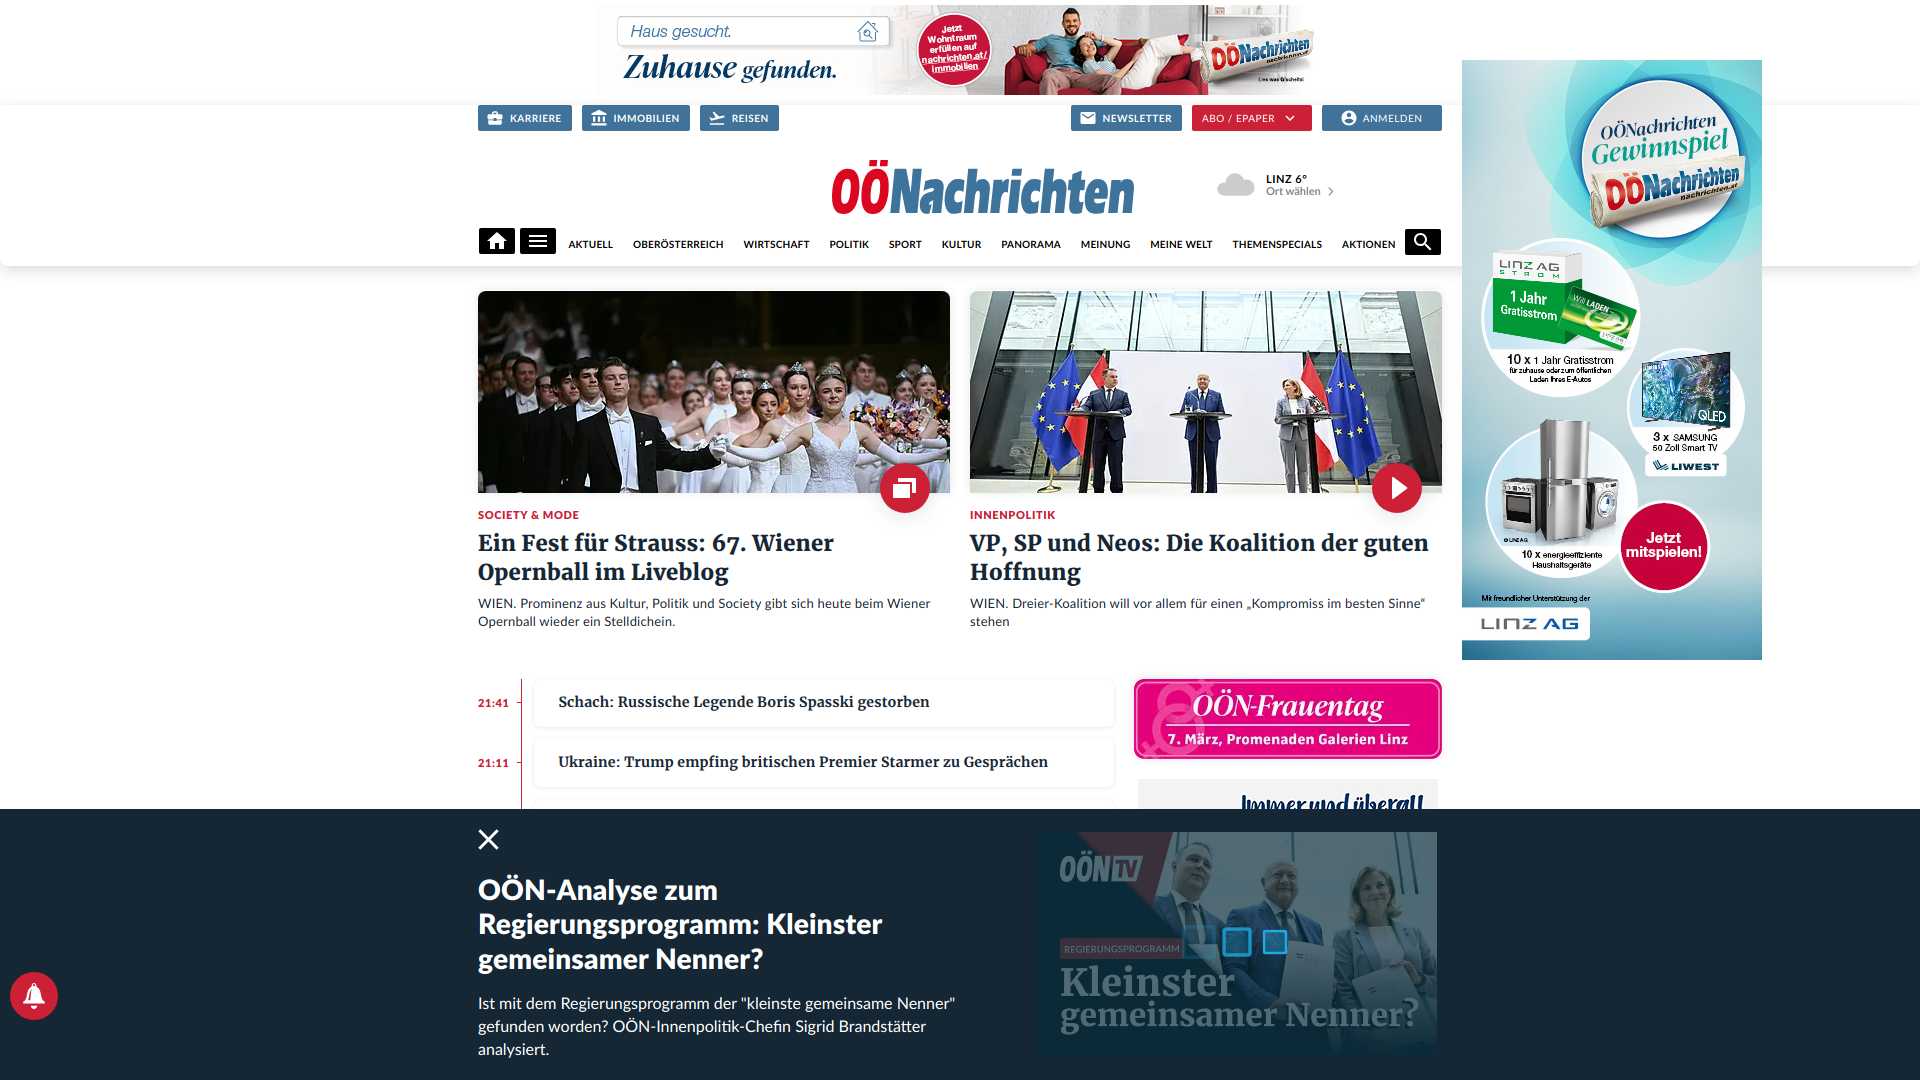 Haus gesucht.
Zuhause gefunden.
Jetzt
Wohntraum
erfüllen auf
nachrichten.at/
immobilien
OÖNachrichten
Lies was G'scheits!
KARRIERE
IMMOBILIEN
REISEN
NEWSLETTER
ABO / EPAPER
ANMELDEN
OÖNachrichten
LINZ 6°
Ort wählen
AKTUELL
OBERÖSTERREICH
WIRTSCHAFT
POLITIK
SPORT
KULTUR
PANORAMA
MEINUNG
MEINE WELT
THEMENSPECIALS
AKTIONEN
SOCIETY & MODE
Ein Fest für Strauss: 67. Wiener
Opernball im Liveblog
WIEN. Prominenz aus Kultur, Politik und Society gibt sich heute beim Wiener
Opernball wieder ein Stelldichein.
INNENPOLITIK
VP, SP und Neos: Die Koalition der guten
Hoffnung
WIEN. Dreier-Koalition will vor allem für einen „Kompromiss im besten Sinne“
stehen
21:41
Schach: Russische Legende Boris Spasski gestorben
21:11
Ukraine: Trump empfing britischen Premier Starmer zu Gesprächen
OÖN-Frauentag
7. März, Promenaden Galerien Linz
Immer und überall
OÖNachrichten
Gewinnspiel
OÖNachrichten
nachrichten.at
LINZ AG
STROM
1 Jahr
Gratisstrom
Will LADEN
10 x 1 Jahr Gratisstrom
für zuhause oder zum öffentlichen
Laden Ihres E-Autos
QLED
3 x SAMSUNG
50 Zoll Smart TV
LIWEST
© LINZ AG
10 x energieeffiziente
Haushaltsgeräte
Jetzt
mitspielen!
Mit freundlicher Unterstützung der
LINZ AG
OÖN-Analyse zum
Regierungsprogramm: Kleinster
gemeinsamer Nenner?
Ist mit dem Regierungsprogramm der "kleinste gemeinsame Nenner"
gefunden worden? OÖN-Innenpolitik-Chefin Sigrid Brandstätter
analysiert.
OÖN TV
REGIERUNGSPROGRAMM
Kleinster
gemeinsamer Nenner?